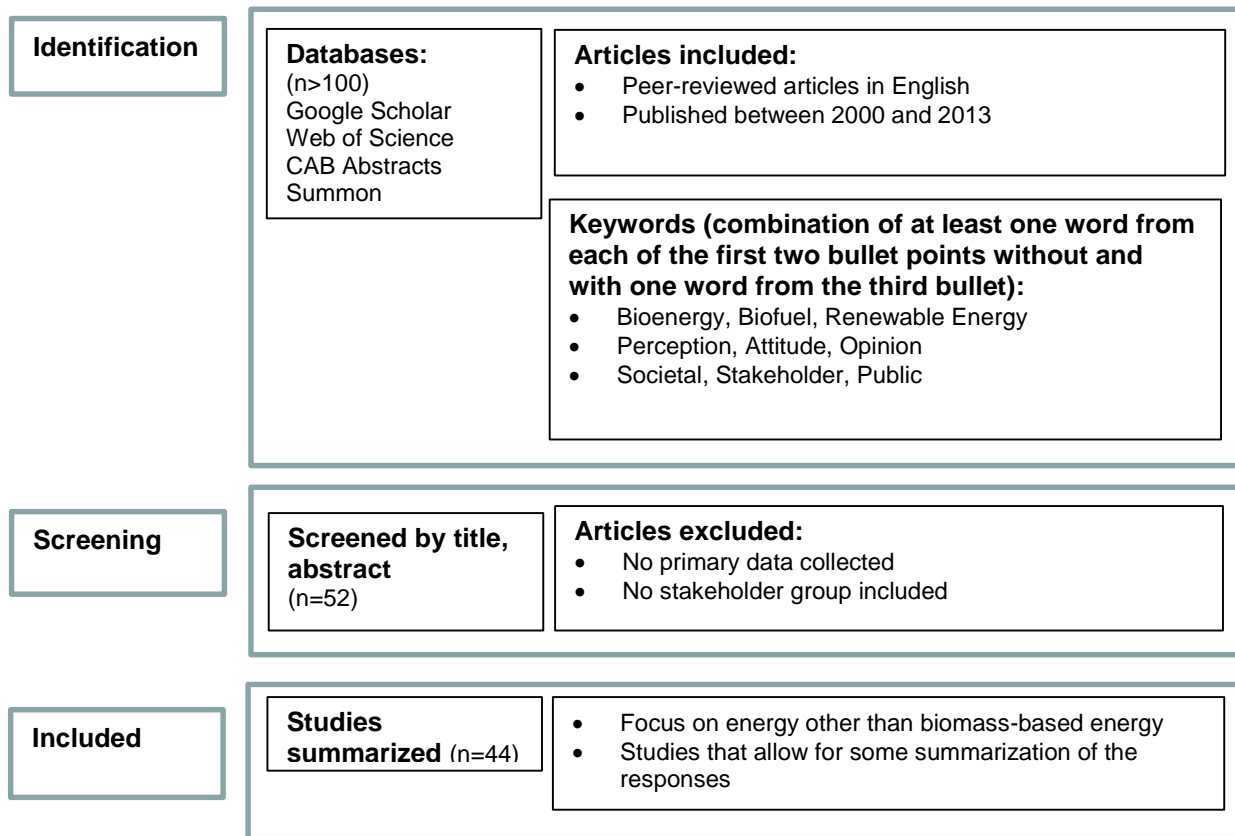 Identification
Databases:
(n>100)
Google Scholar
Web of Science
CAB Abstracts
Summon
Articles included:
• Peer-reviewed articles in English
• Published between 2000 and 2013
Keywords (combination of at least one word from
each of the first two bullet points without and
with one word from the third bullet):
• Bioenergy, Biofuel, Renewable Energy
• Perception, Attitude, Opinion
• Societal, Stakeholder, Public
Screening
Screened by title,
abstract
(n=52)
Articles excluded:
• No primary data collected
• No stakeholder group included
Included
Studies
summarized (n=44)
• Focus on energy other than biomass-based energy
• Studies that allow for some summarization of the
responses